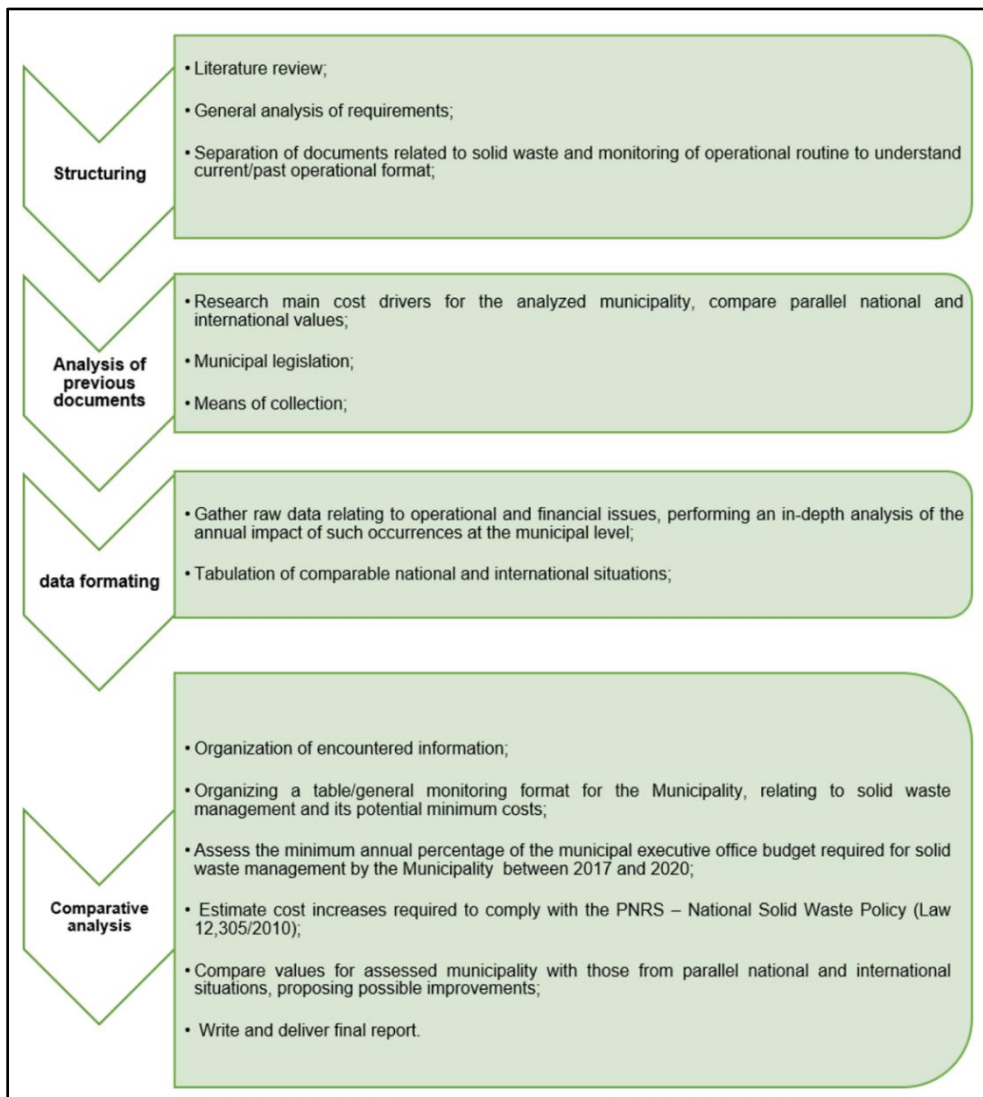 Structuring
• Literature review;
• General analysis of requirements;
• Separation of documents related to solid waste and monitoring of operational routine to understand
current/past operational format;
Analysis of
previous
documents
• Research main cost drivers for the analyzed municipality, compare parallel national and
international values;
• Municipal legislation;
• Means of collection;
data formating
• Gather raw data relating to operational and financial issues, performing an in-depth analysis of the
annual impact of such occurrences at the municipal level;
• Tabulation of comparable national and international situations;
Comparative
analysis
• Organization of encountered information;
• Organizing a table/general monitoring format for the Municipality, relating to solid waste
management and its potential minimum costs;
• Assess the minimum annual percentage of the municipal executive office budget required for solid
waste management by the Municipality between 2017 and 2020;
• Estimate cost increases required to comply with the PNRS – National Solid Waste Policy (Law
12,305/2010);
• Compare values for assessed municipality with those from parallel national and international
situations, proposing possible improvements;
• Write and deliver final report.